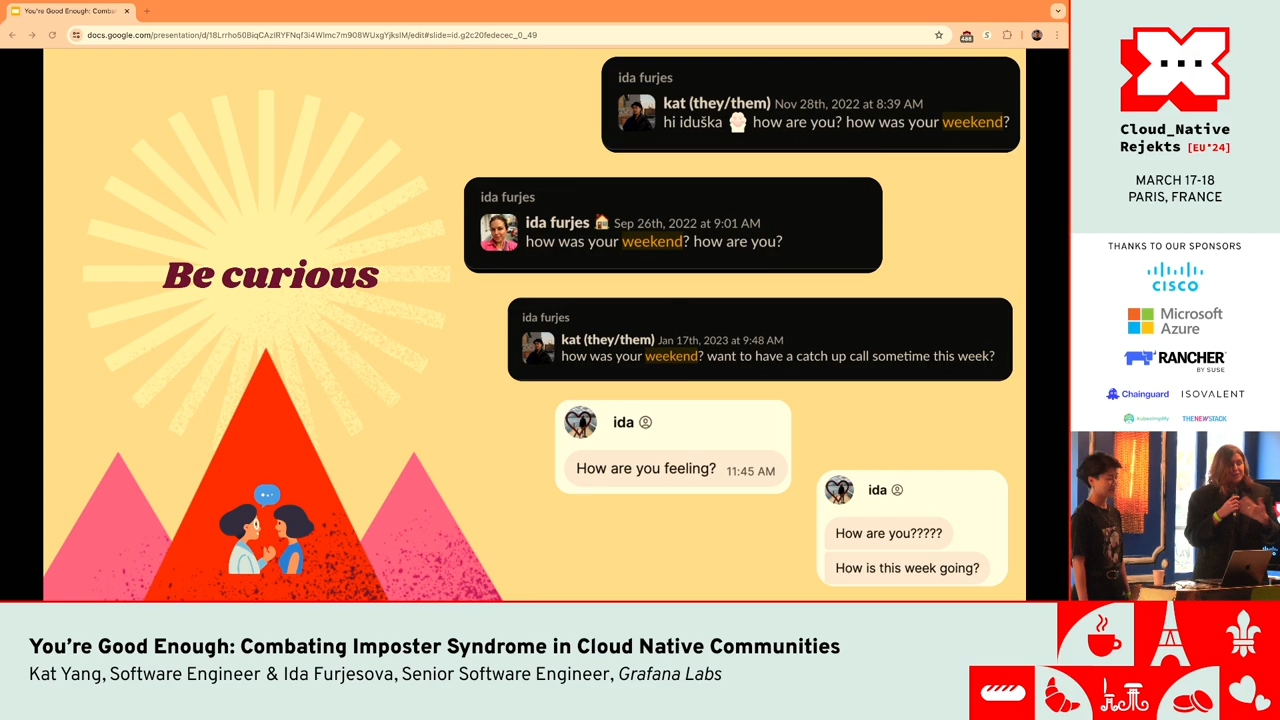 You're Good Enough: Comba
docs.google.com/presentation/d/18Lrrho50BiqCAzIRYFNqf3i4Wlmc7m908WUxgYjksIM/edit#slide=id.g2c20fedecec_0_49
488
Be curious
ida furjes
kat (they/them) Nov 28th, 2022 at 8:39 AM
hi iduška how are you? how was your weekend?
ida furjes
ida furjes Sep 26th, 2022 at 9:01 AM
how was your weekend? how are you?
ida furjes
kat (they/them) Jan 17th, 2023 at 9:48 AM
how was your weekend? want to have a catch up call sometime this week?
ida
How are you feeling? 11:45 AM
ida
How are you?????
How is this week going?
Cloud_Native
Rejekts [EU'24]
MARCH 17-18
PARIS, FRANCE
THANKS TO OUR SPONSORS
CISCO
Microsoft
Azure
RANCHER
BY SUSE
Chainguard
ISOVALENT
Kubesimplify
THENEWSTACK
You're Good Enough: Combating Imposter Syndrome in Cloud Native Communities
Kat Yang, Software Engineer & Ida Furjesova, Senior Software Engineer, Grafana Labs